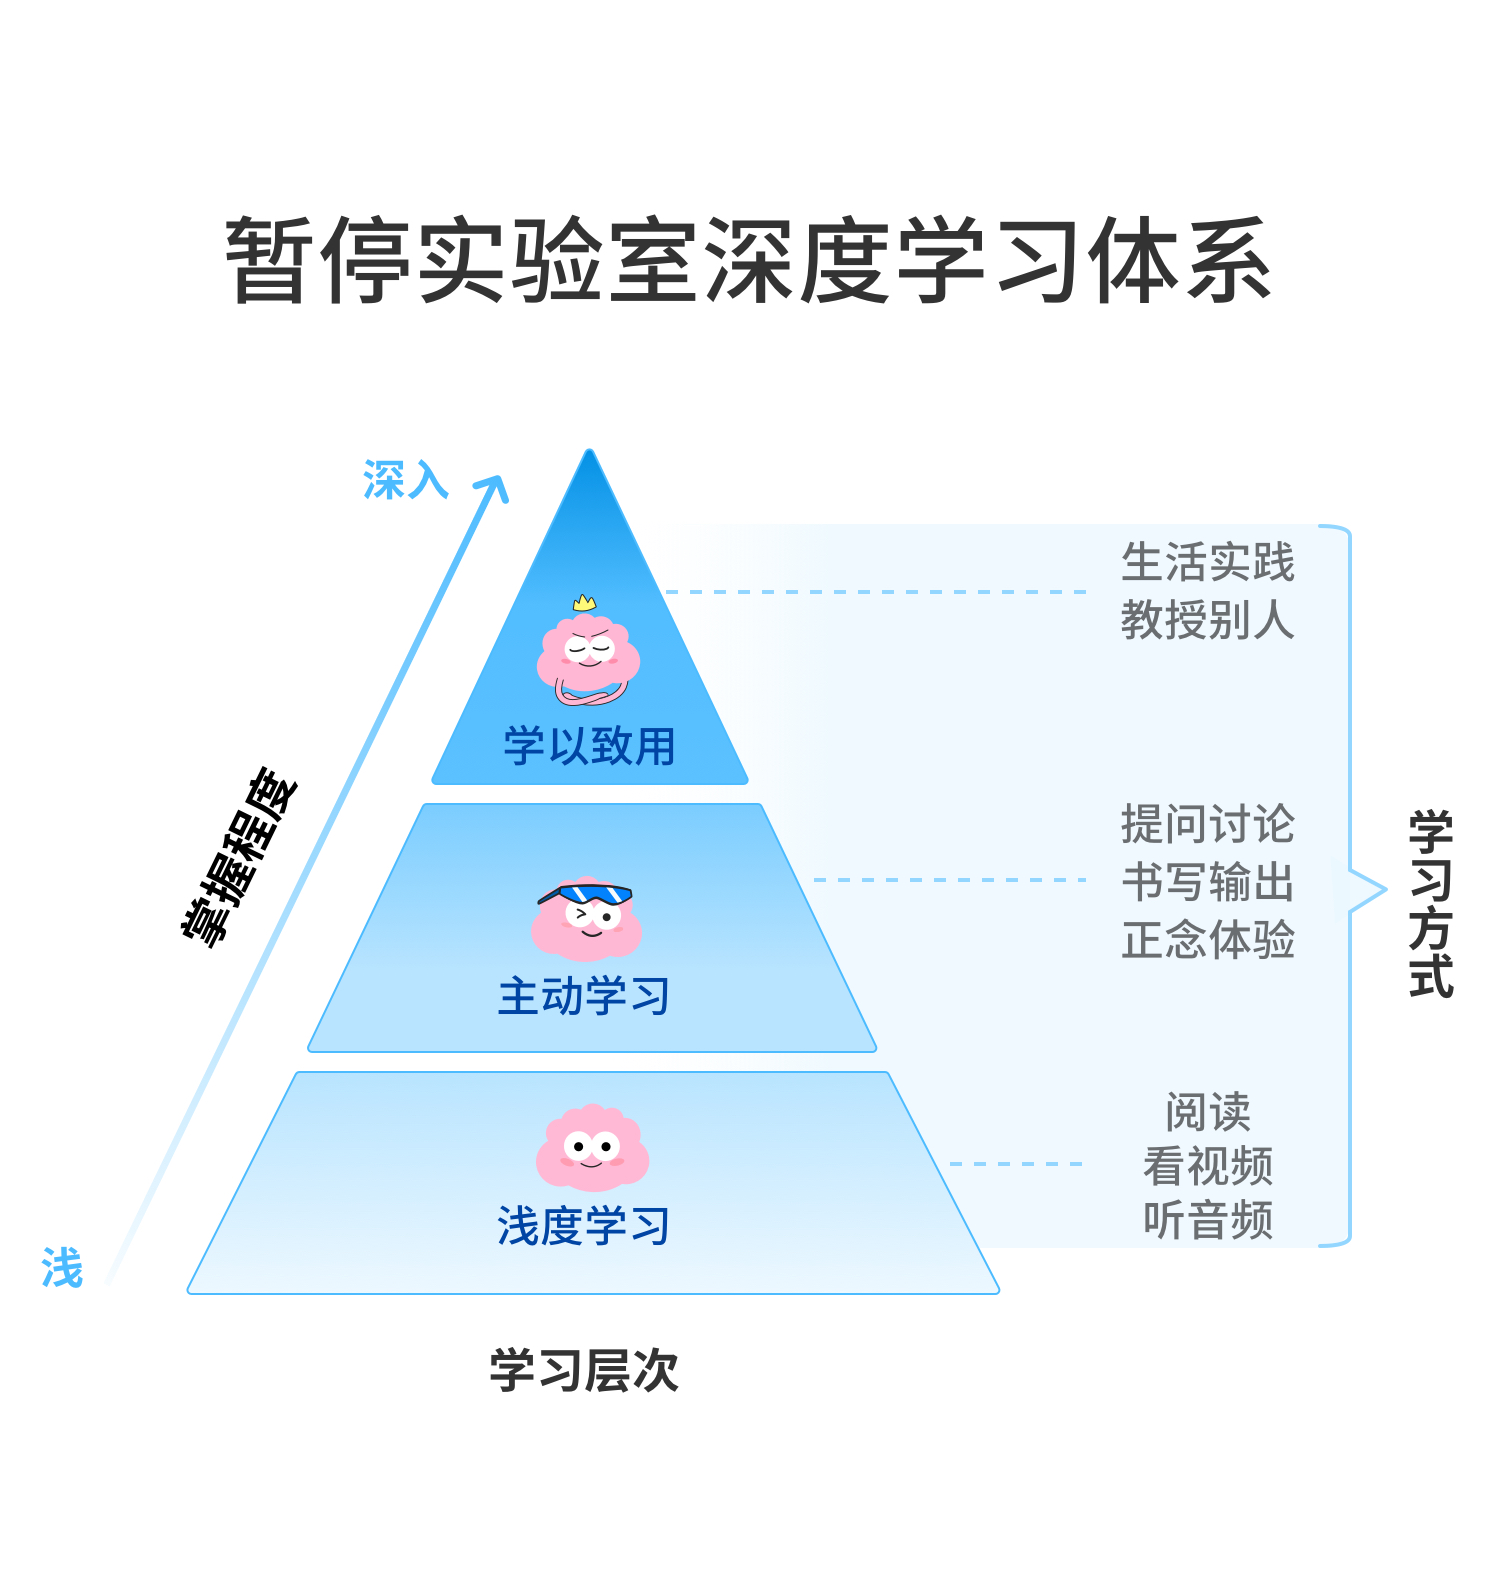 暂停实验室深度学习体系
深入
生活实践
教授别人
学以致用
掌握程度
提问讨论
书写输出
正念体验
学习方式
主动学习
阅读
看视频
听音频
浅度学习
浅
学习层次